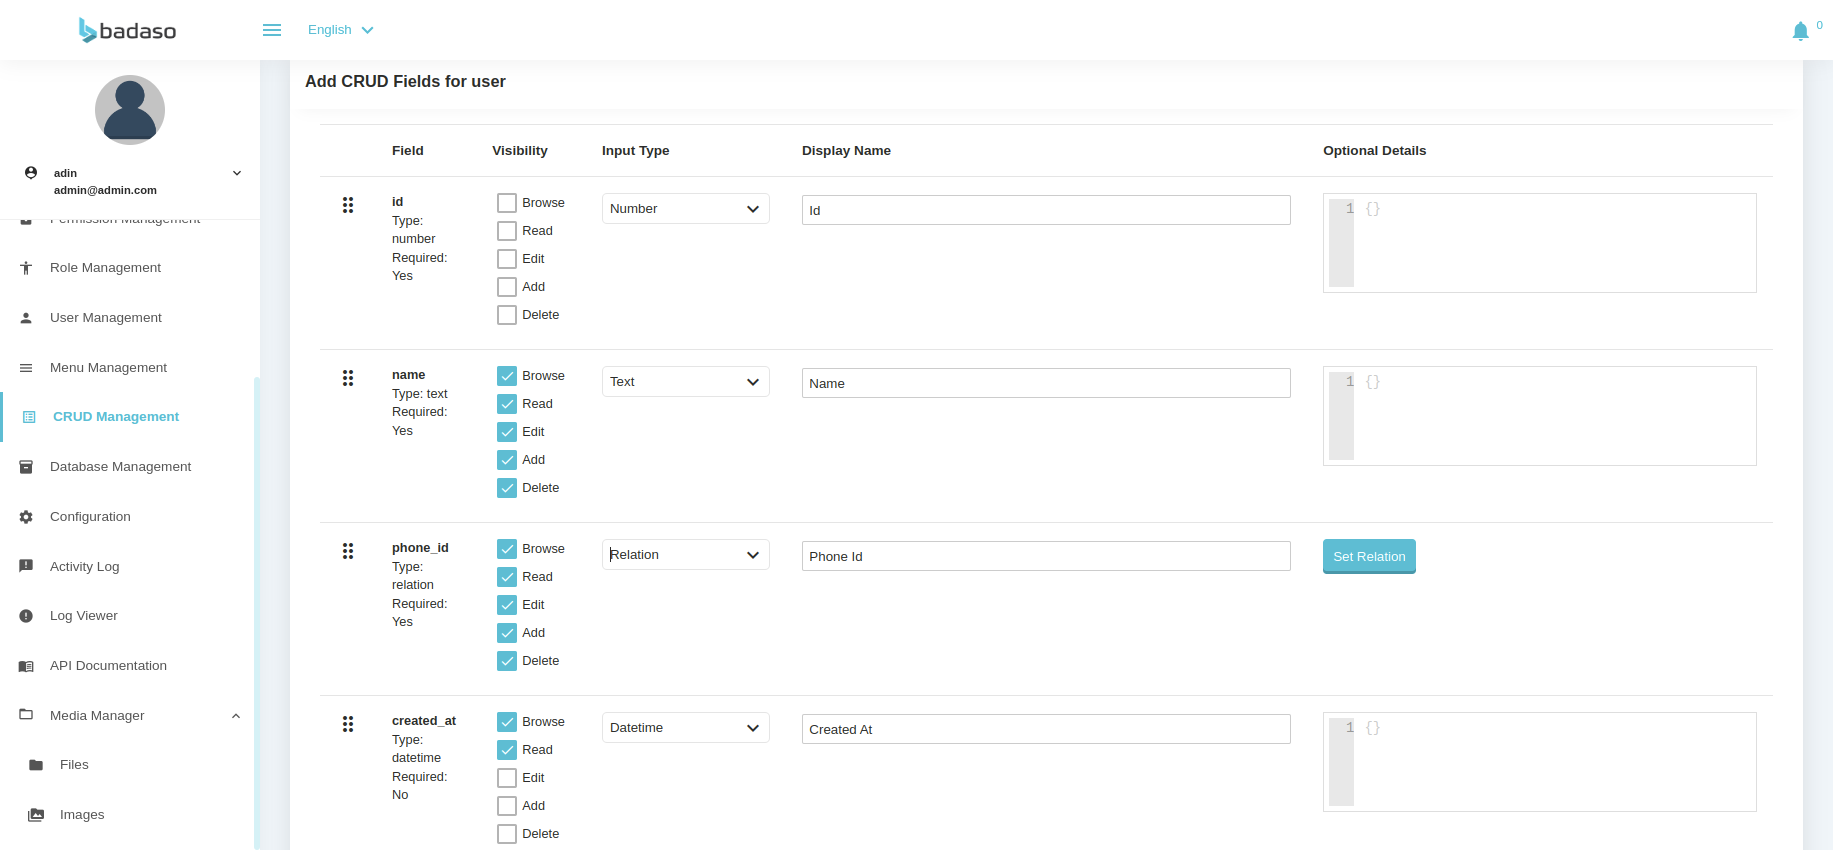 badaso
English
0
Add CRUD Fields for user
adin
admin@admin.com
Permission Management
Role Management
User Management
Menu Management
CRUD Management
Database Management
Configuration
Activity Log
Log Viewer
API Documentation
Media Manager
Files
Images
Field Visibility Input Type Display Name Optional Details
id
Type:
number
Required:
Yes
Browse
Read
Edit
Add
Delete
Number
Id
1 {}
name
Type: text
Required:
Yes
Browse
Read
Edit
Add
Delete
Text
Name
1 {}
phone_id
Type:
relation
Required:
Yes
Browse
Read
Edit
Add
Delete
Relation
Phone Id
Set Relation
created_at
Type:
datetime
Required:
No
Browse
Read
Edit
Add
Delete
Datetime
Created At
1 {}